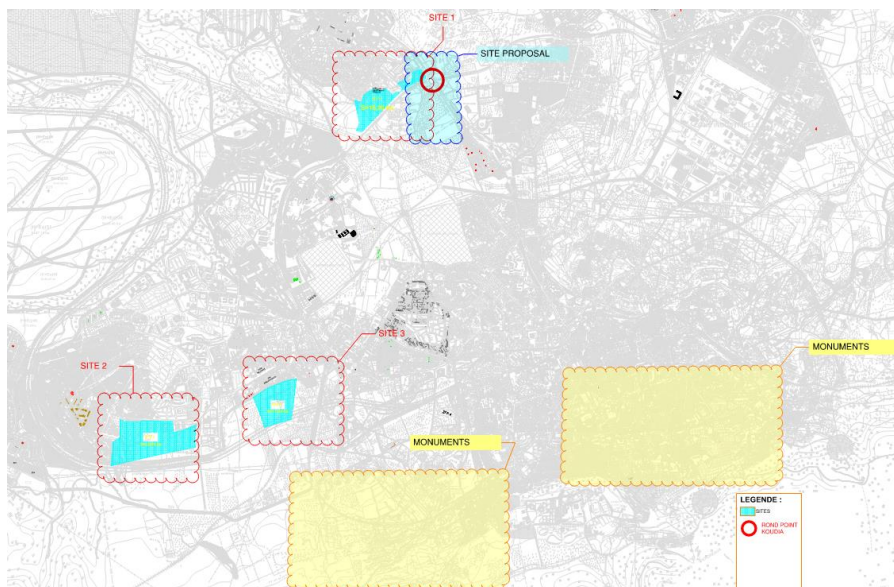 SITE 1
SITE PROPOSAL
SITE 3
SITE 2
MONUMENTS
MONUMENTS
LEGENDE :
SITES
ROND POINT
KOUDIA